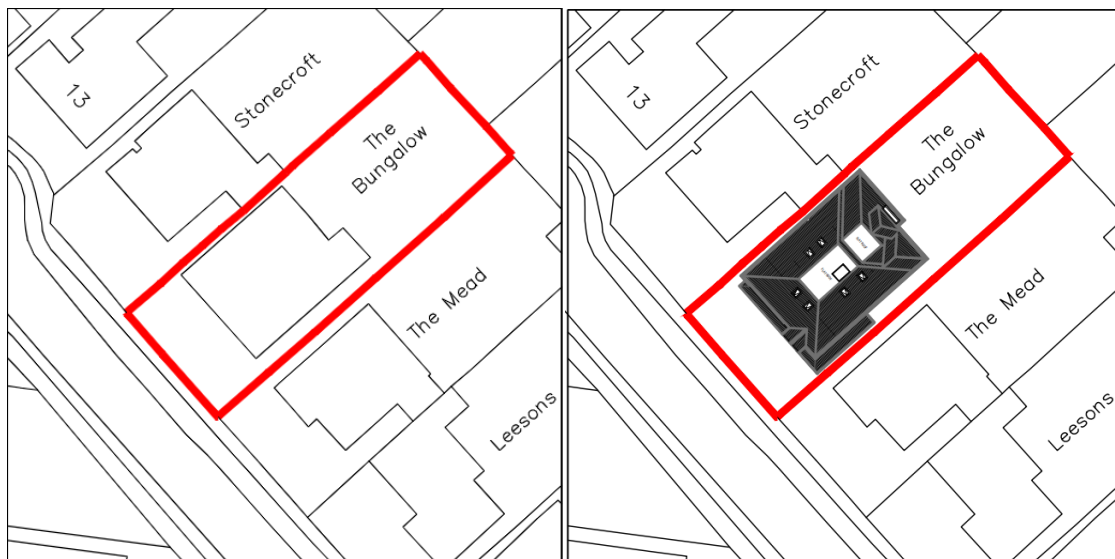 13
Stonecroft
The
Bungalow
The Mead
Leesons
13
Stonecroft
The
Bungalow
The Mead
Leesons